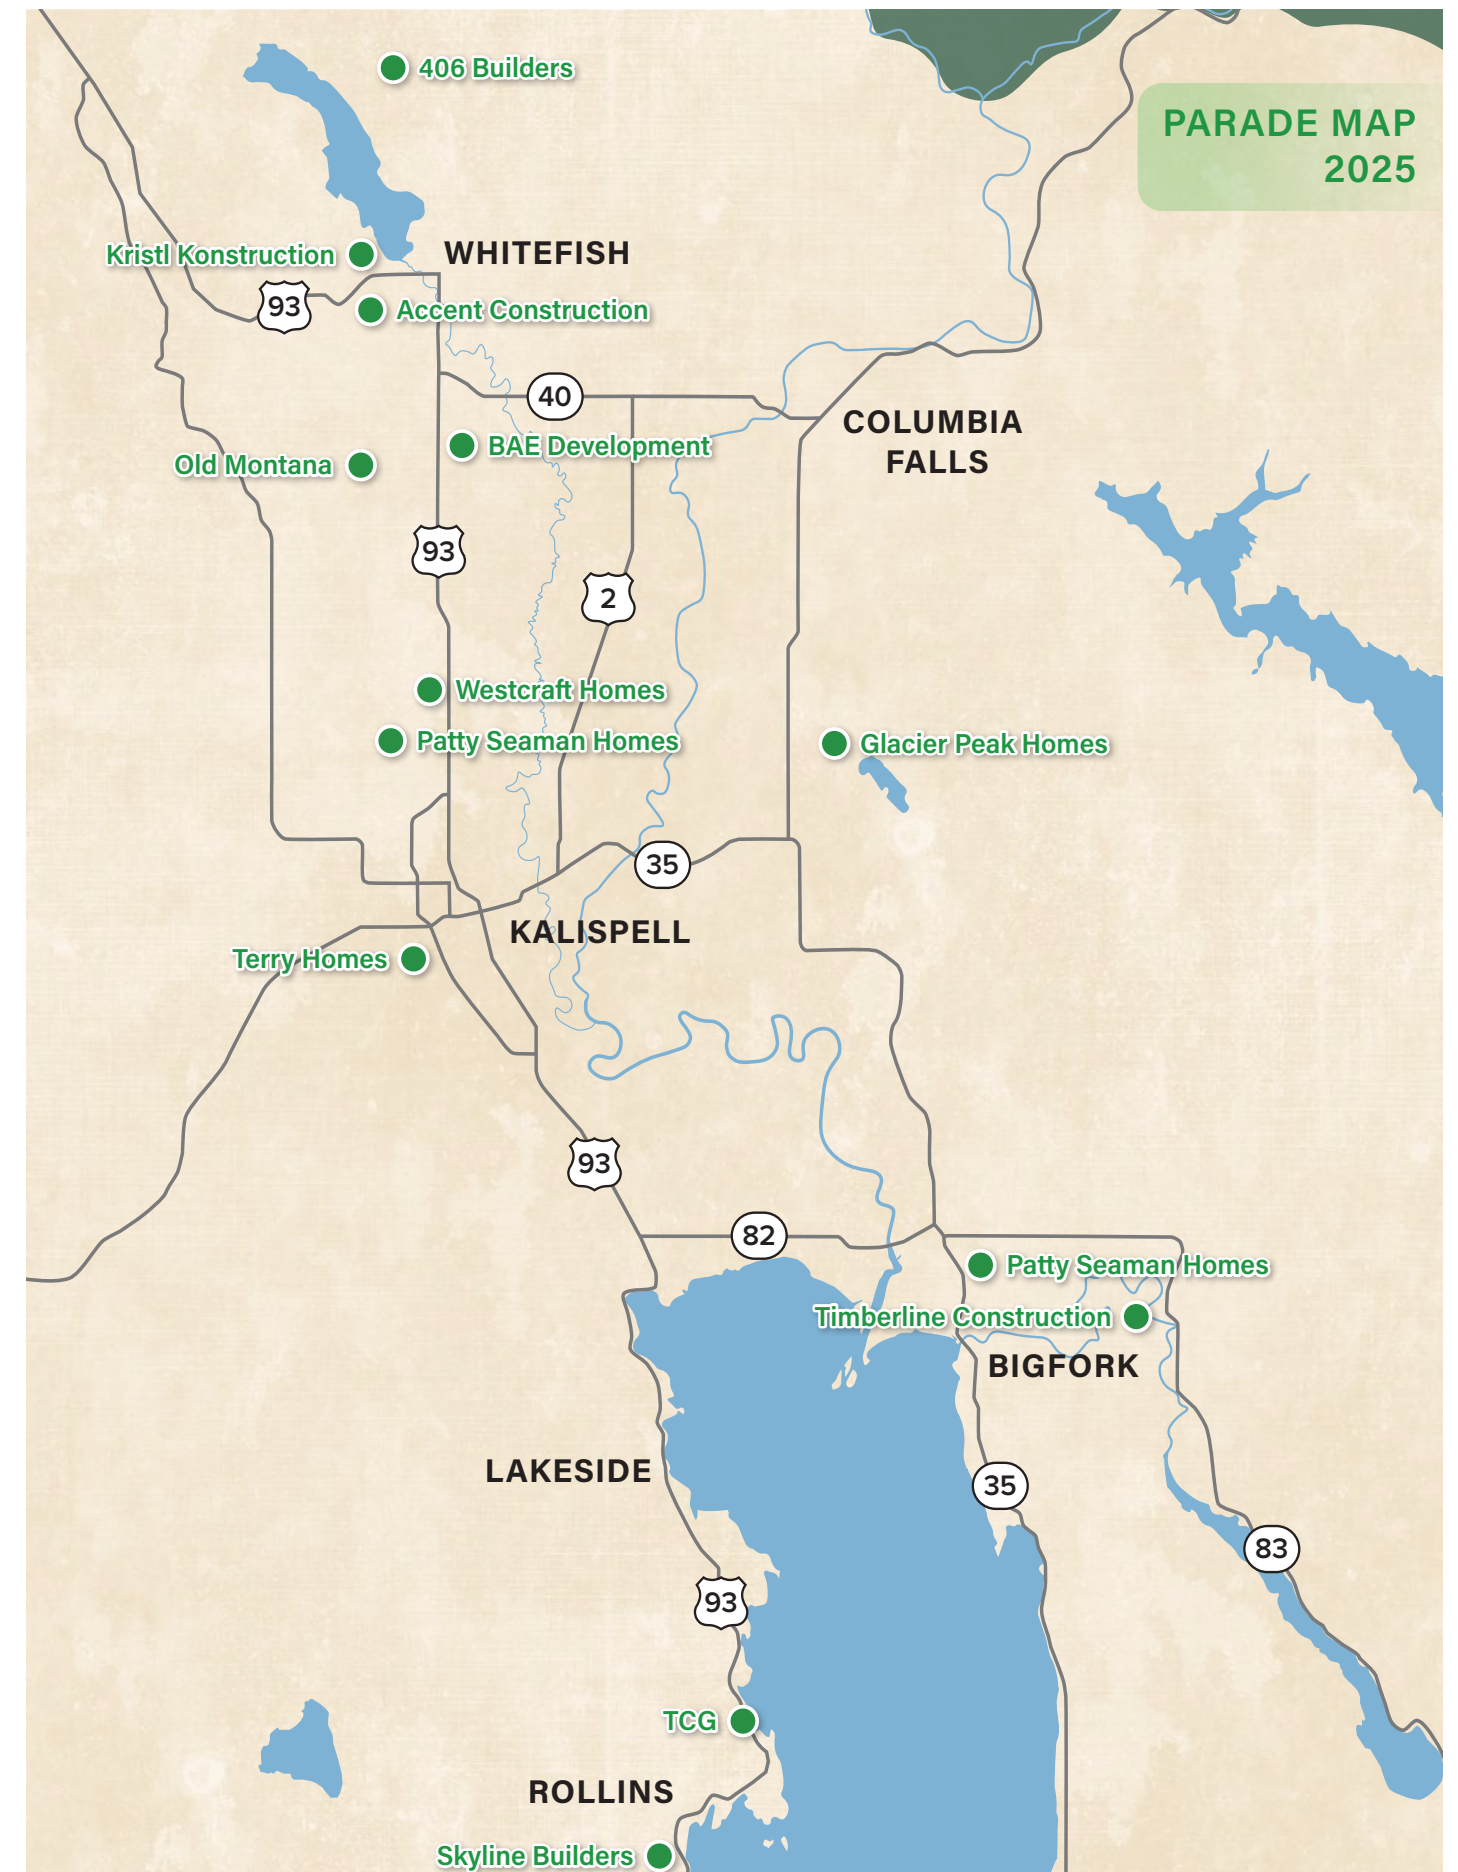 406 Builders
PARADE MAP
2025
Kristl Konstruction
WHITEFISH
93
Accent Construction
40
COLUMBIA
FALLS
BAE Development
Old Montana
93
2
Westcraft Homes
Patty Seaman Homes
Glacier Peak Homes
35
KALISPELL
Terry Homes
93
82
Patty Seaman Homes
Timberline Construction
BIGFORK
LAKESIDE
35
83
93
TCG
ROLLINS
Skyline Builders